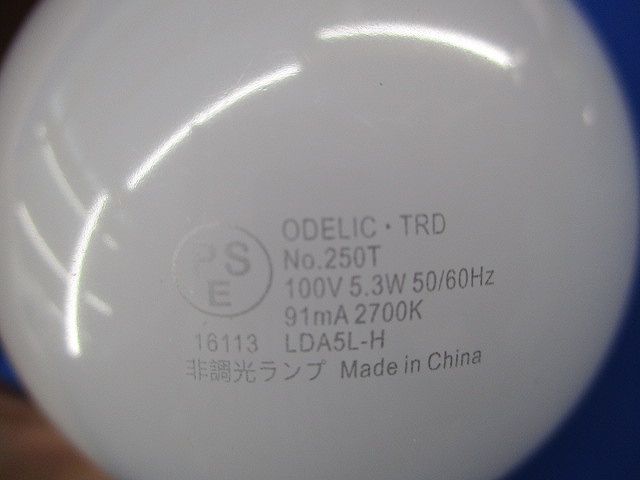 ODELIC・TRD
PS
E
No.250T
100V 5.3W 50/60Hz
91mA 2700K
16113 LDA5L-H
非調光ランプ Made in China